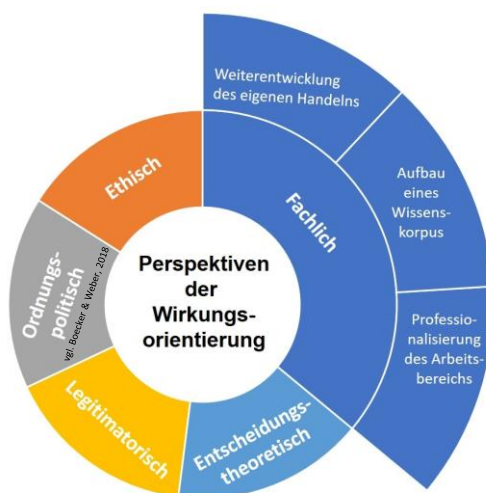 Weiterentwicklung
des eigenen Handelns
Aufbau
eines
Wissens-
korpus
Professio-
nalisierung
des Arbeits-
bereichs
Fachlich
Entscheidungs-
theoretisch
Legitimatorisch
Ordnungs-
politisch
vgl. Boecker & Weber, 2018
Ethisch
Perspektiven
der
Wirkungs-
orientierung